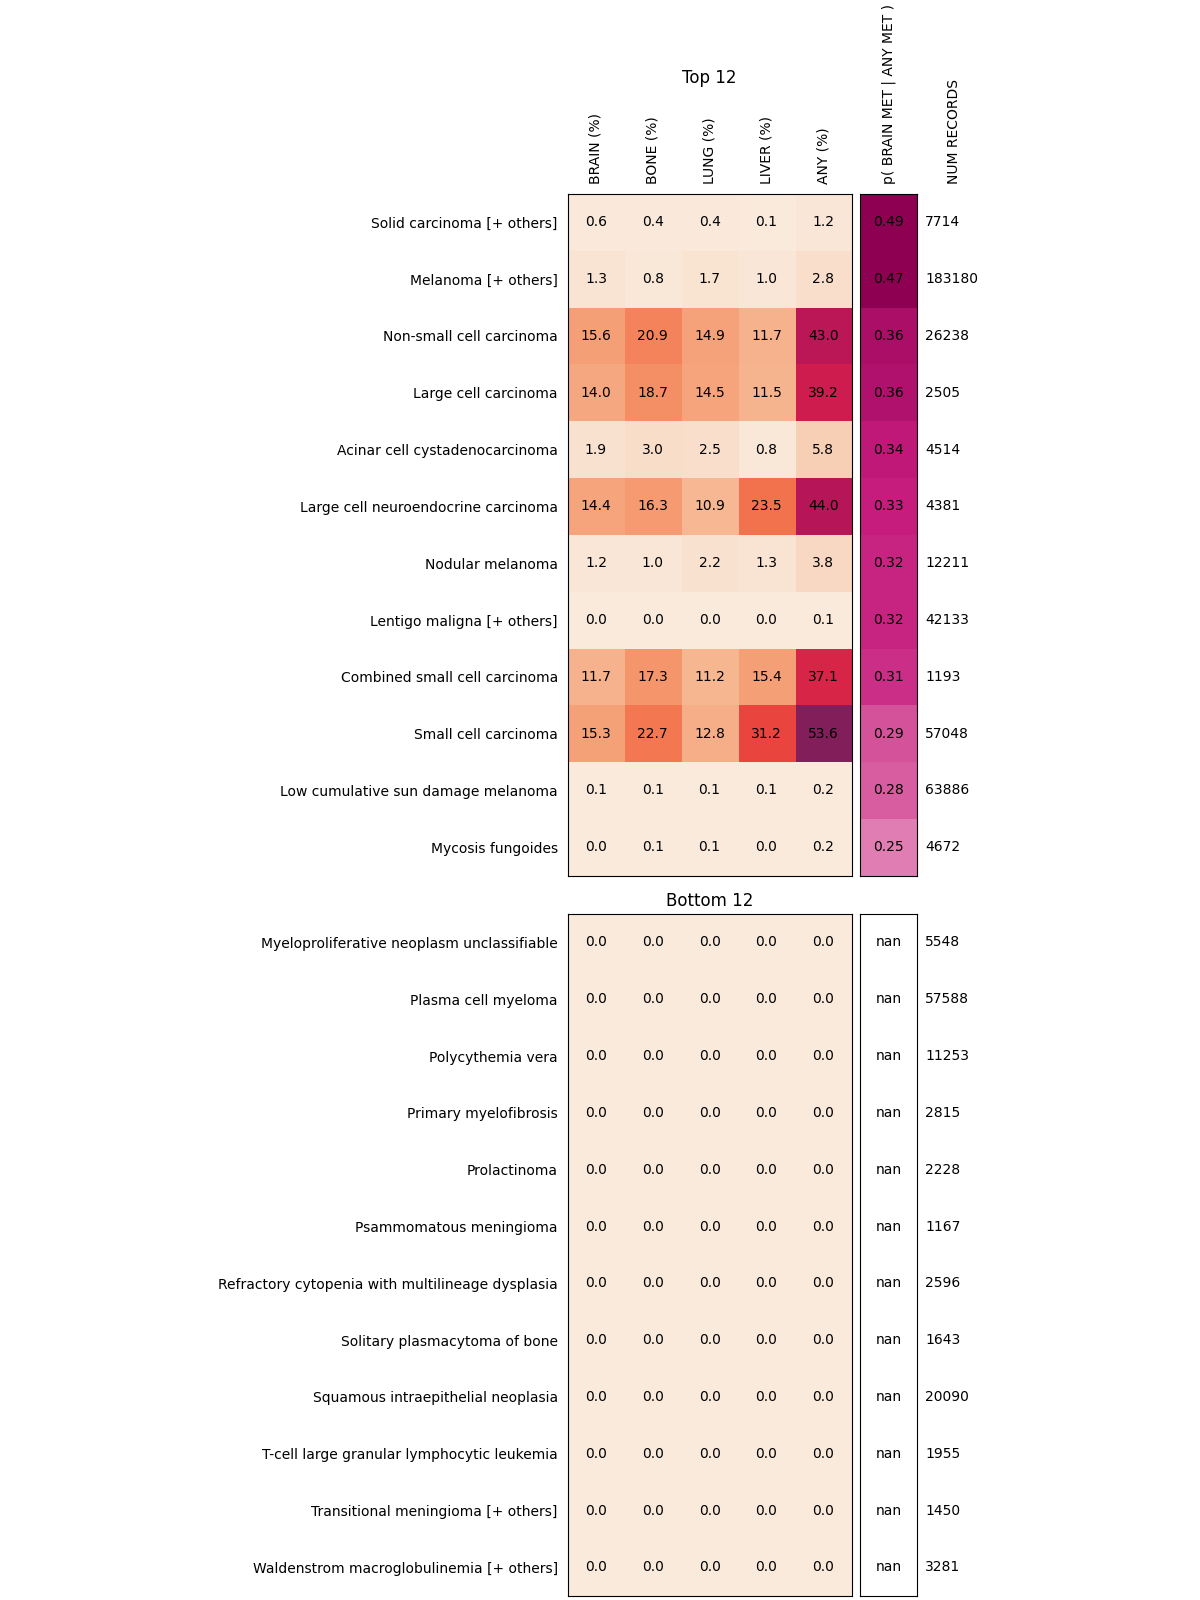 Top 12
BRAIN (%) BONE (%) LUNG (%) LIVER (%) ANY (%) p( BRAIN MET | ANY MET ) NUM RECORDS
Solid carcinoma [+ others] 0.6 0.4 0.4 0.1 1.2 0.49 7714
Melanoma [+ others] 1.3 0.8 1.7 1.0 2.8 0.47 183180
Non-small cell carcinoma 15.6 20.9 14.9 11.7 43.0 0.36 26238
Large cell carcinoma 14.0 18.7 14.5 11.5 39.2 0.36 2505
Acinar cell cystadenocarcinoma 1.9 3.0 2.5 0.8 5.8 0.34 4514
Large cell neuroendocrine carcinoma 14.4 16.3 10.9 23.5 44.0 0.33 4381
Nodular melanoma 1.2 1.0 2.2 1.3 3.8 0.32 12211
Lentigo maligna [+ others] 0.0 0.0 0.0 0.0 0.1 0.32 42133
Combined small cell carcinoma 11.7 17.3 11.2 15.4 37.1 0.31 1193
Small cell carcinoma 15.3 22.7 12.8 31.2 53.6 0.29 57048
Low cumulative sun damage melanoma 0.1 0.1 0.1 0.1 0.2 0.28 63886
Mycosis fungoides 0.0 0.1 0.1 0.0 0.2 0.25 4672
Bottom 12
Myeloproliferative neoplasm unclassifiable 0.0 0.0 0.0 0.0 0.0 nan 5548
Plasma cell myeloma 0.0 0.0 0.0 0.0 0.0 nan 57588
Polycythemia vera 0.0 0.0 0.0 0.0 0.0 nan 11253
Primary myelofibrosis 0.0 0.0 0.0 0.0 0.0 nan 2815
Prolactinoma 0.0 0.0 0.0 0.0 0.0 nan 2228
Psammomatous meningioma 0.0 0.0 0.0 0.0 0.0 nan 1167
Refractory cytopenia with multilineage dysplasia 0.0 0.0 0.0 0.0 0.0 nan 2596
Solitary plasmacytoma of bone 0.0 0.0 0.0 0.0 0.0 nan 1643
Squamous intraepithelial neoplasia 0.0 0.0 0.0 0.0 0.0 nan 20090
T-cell large granular lymphocytic leukemia 0.0 0.0 0.0 0.0 0.0 nan 1955
Transitional meningioma [+ others] 0.0 0.0 0.0 0.0 0.0 nan 1450
Waldenstrom macroglobulinemia [+ others] 0.0 0.0 0.0 0.0 0.0 nan 3281